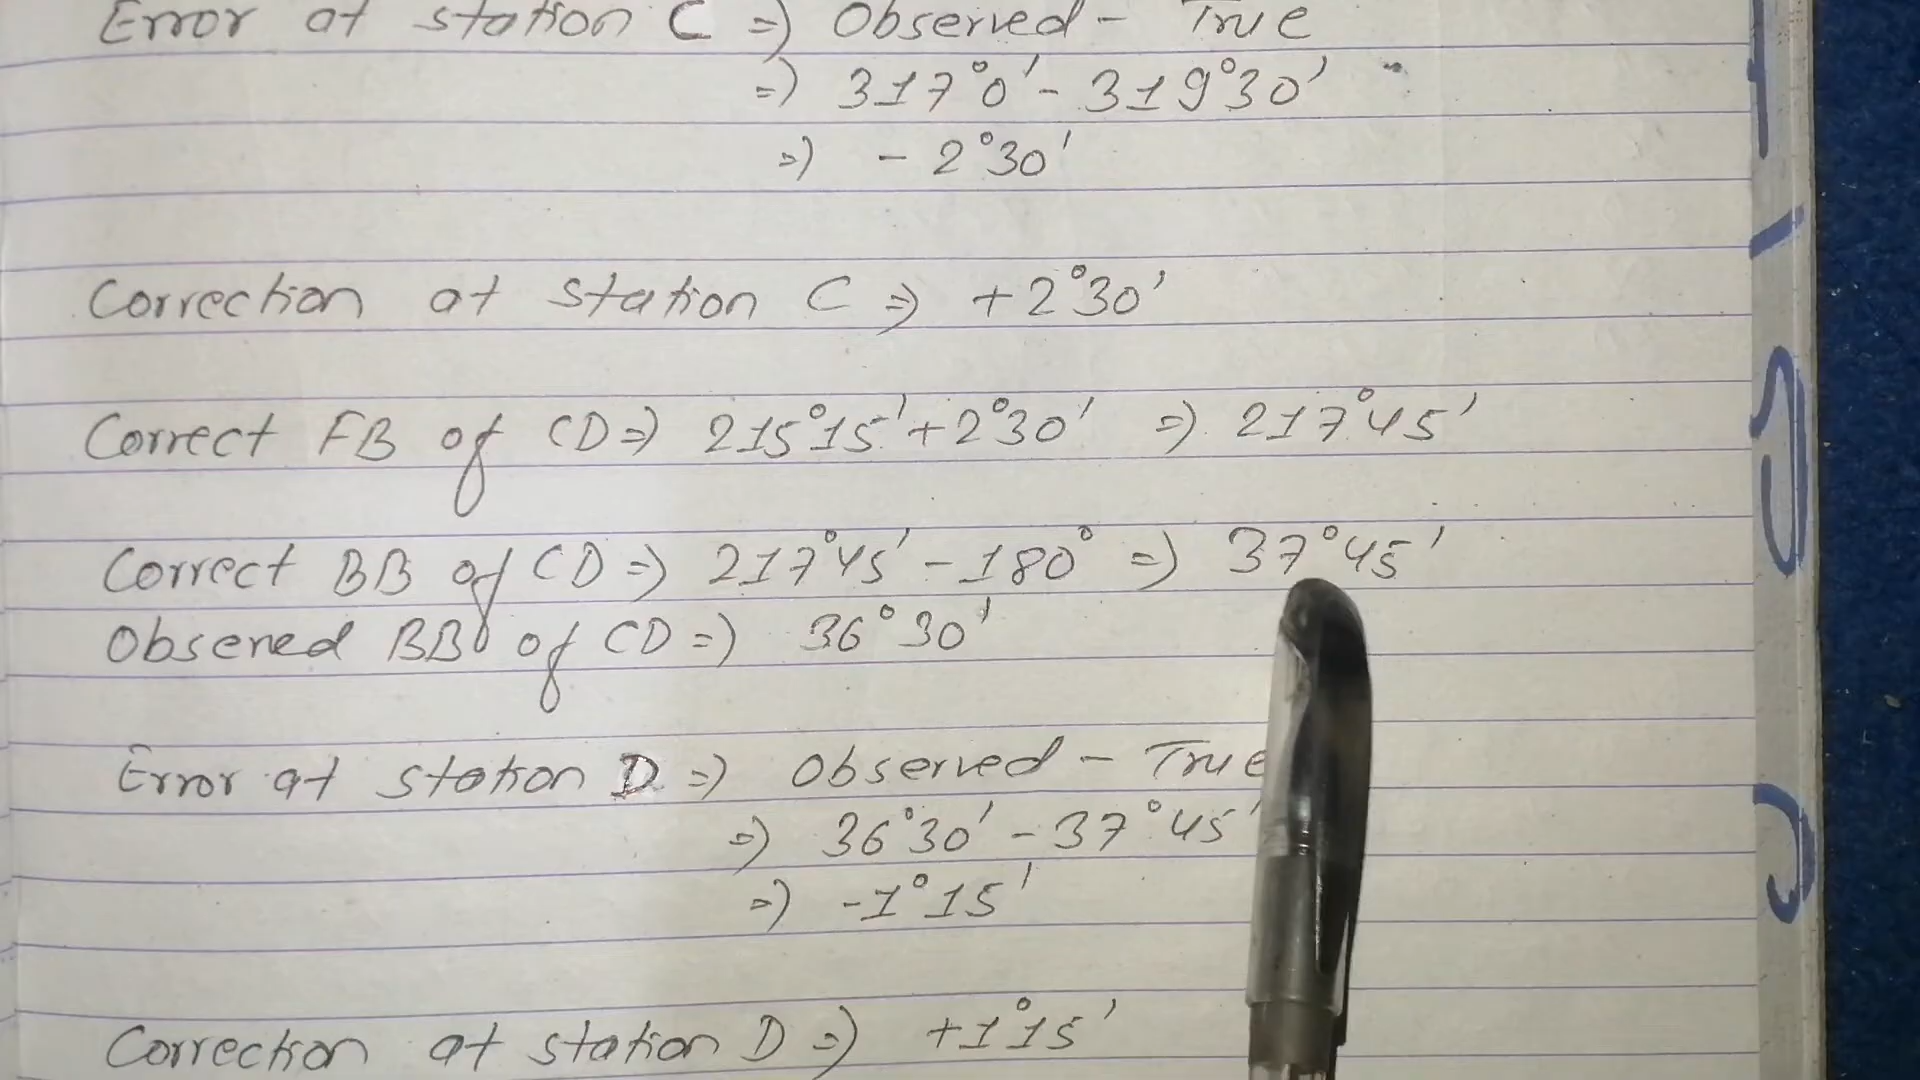 Error at station C => Observed - True
=> 317°0' - 319°30'
=> - 2°30'
Correction at station C => +2°30'
Correct FB of CD => 215°15' + 2°30' => 217°45'
Correct BB of CD => 217°45' - 180° => 37°45'
Observed BB of CD => 36°30'
Error at station D => Observed - True
=> 36°30' - 37°45'
=> -1°15'
Correction at station D => +1°15'